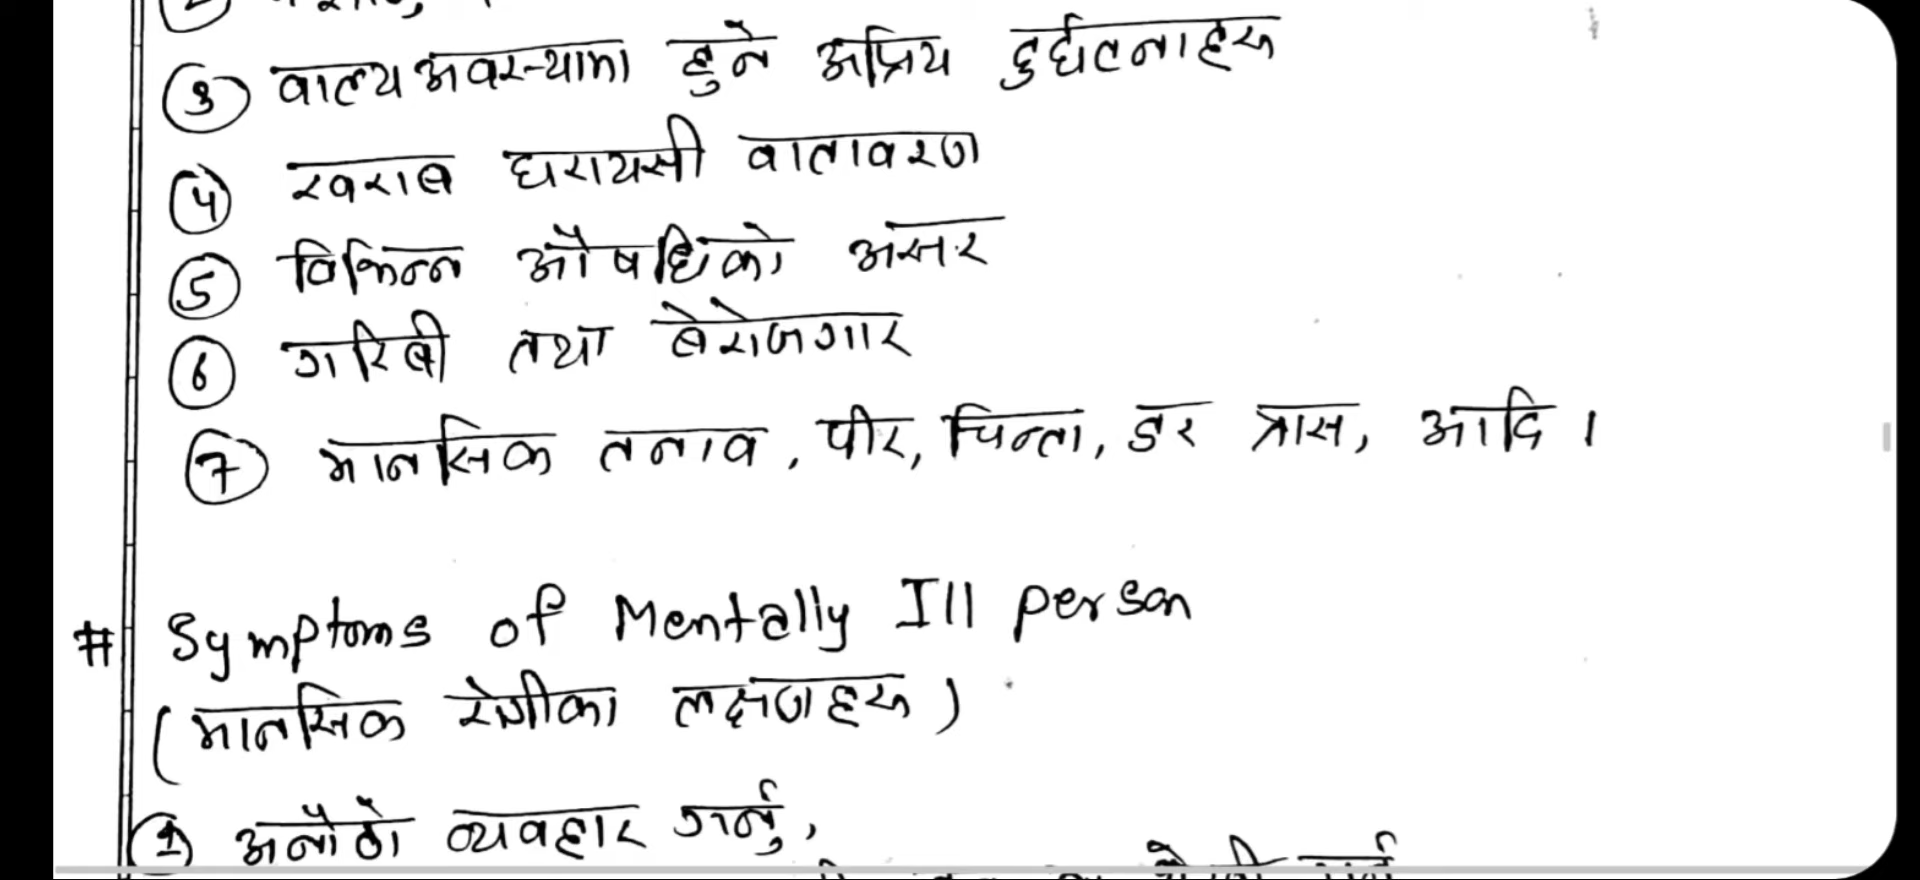 ③ वाल्य अवस्थामा हुने अप्रिय दुर्घटनाहरू
④ खराब घरायसी वातावरण
⑤ विभिन्न औषधिको असर
⑥ गरिबी तथा बेरोजगार
⑦ मानसिक तनाव, पीर, चिन्ता, डर त्रास, आदि ।
# Symptoms of Mentally Ill person
(मानसिक रोगीका लक्षणहरू)
① अनौठो व्यवहार गर्नु,